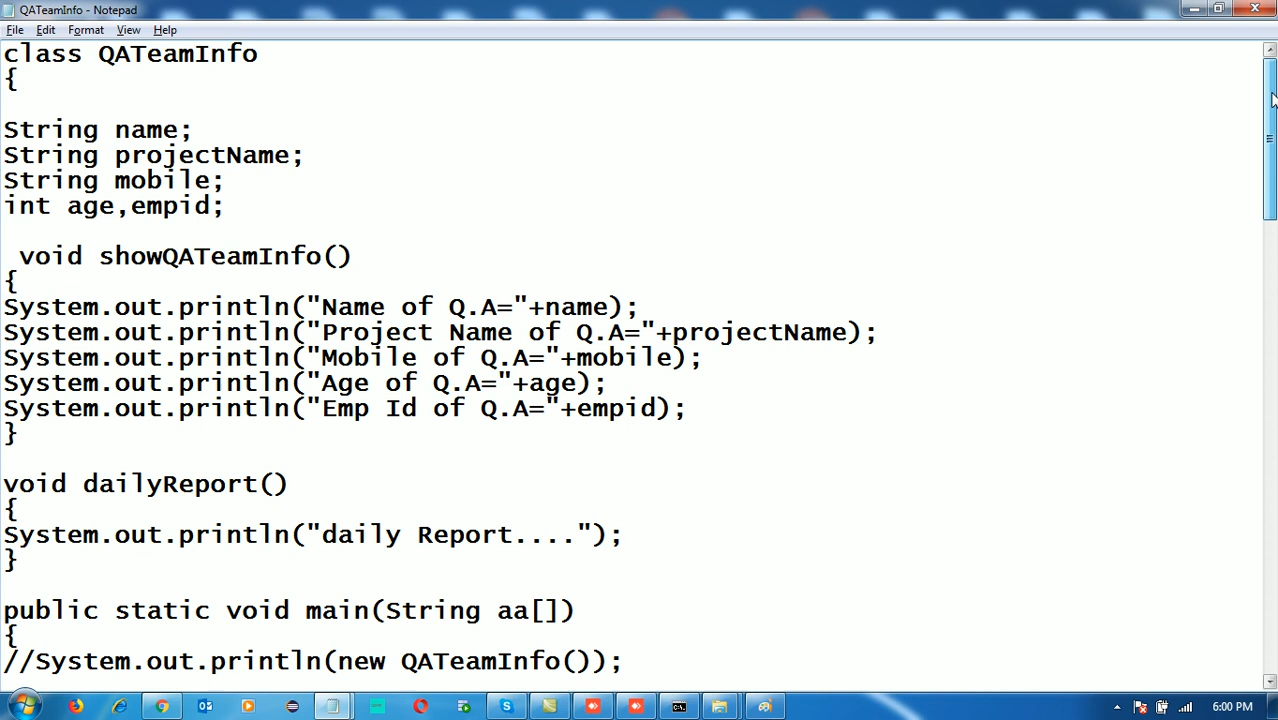 QATeamInfo - Notepad
File Edit Format View Help
class QATeamInfo
{
String name;
String projectName;
String mobile;
int age,empid;
void showQATeamInfo()
{
System.out.println("Name of Q.A="+name);
System.out.println("Project Name of Q.A="+projectName);
System.out.println("Mobile of Q.A="+mobile);
System.out.println("Age of Q.A="+age);
System.out.println("Emp Id of Q.A="+empid);
}
void dailyReport()
{
System.out.println("daily Report....");
}
public static void main(String aa[])
{
//System.out.println(new QATeamInfo());
6:00 PM